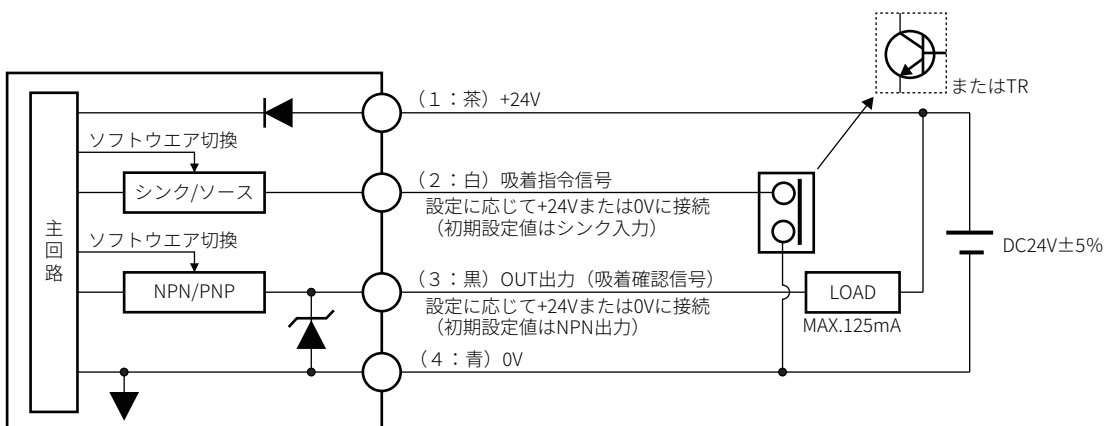 またはTR
（1：茶）+24V
ソフトウエア切換
（2：白）吸着指令信号
シンク/ソース
設定に応じて+24Vまたは0Vに接続
（初期設定値はシンク入力）
主回路
ソフトウエア切換
DC24V±5%
（3：黒）OUT出力（吸着確認信号）
NPN/PNP
LOAD
設定に応じて+24Vまたは0Vに接続
（初期設定値はNPN出力）
MAX.125mA
（4：青）0V